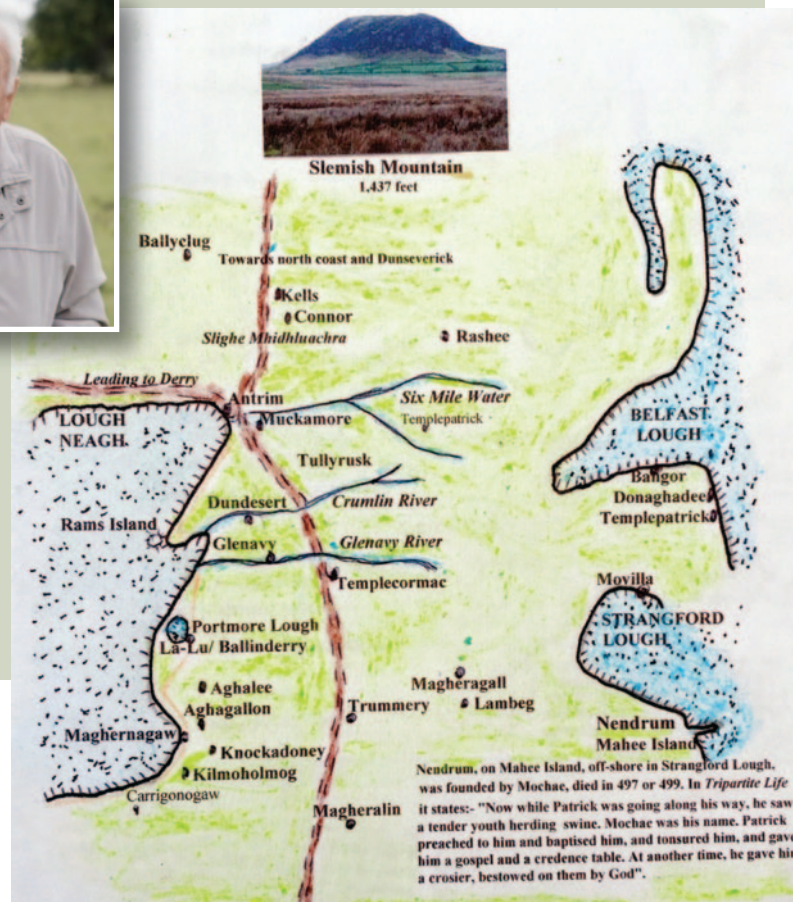 Slemish Mountain
1,437 feet
Ballyclug
Towards north coast and Dunseverick
Kells
Connor
Slighe Mhidhluachra
Rashee
Leading to Derry
Antrim
Six Mile Water
LOUGH
NEAGH
Muckamore
Templepatrick
BELFAST
LOUGH
Tullyrusk
Bangor
Dundesert
Crumlin River
Donaghadee
Rams Island
Templepatrick
Glenavy
Glenavy River
Templecormac
Movilla
Portmore Lough
STRANGFORD
LOUGH
La-Lu/ Ballinderry
Aghalee
Magheragall
Aghagallon
Trummery
Lambeg
Maghernagaw
Nendrum
Mahee Island
Knockadoney
Kilmoholmog
Carrigonogaw
Magheralin
Nendrum, on Mahee Island, off-shore in Strangford Lough,
was founded by Mochae, died in 497 or 499. In Tripartite Life
it states:- "Now while Patrick was going along his way, he saw
a tender youth herding swine. Mochae was his name. Patrick
preached to him and baptised him, and tonsured him, and gave
him a gospel and a credence table. At another time, he gave him
a crosier, bestowed on them by God".